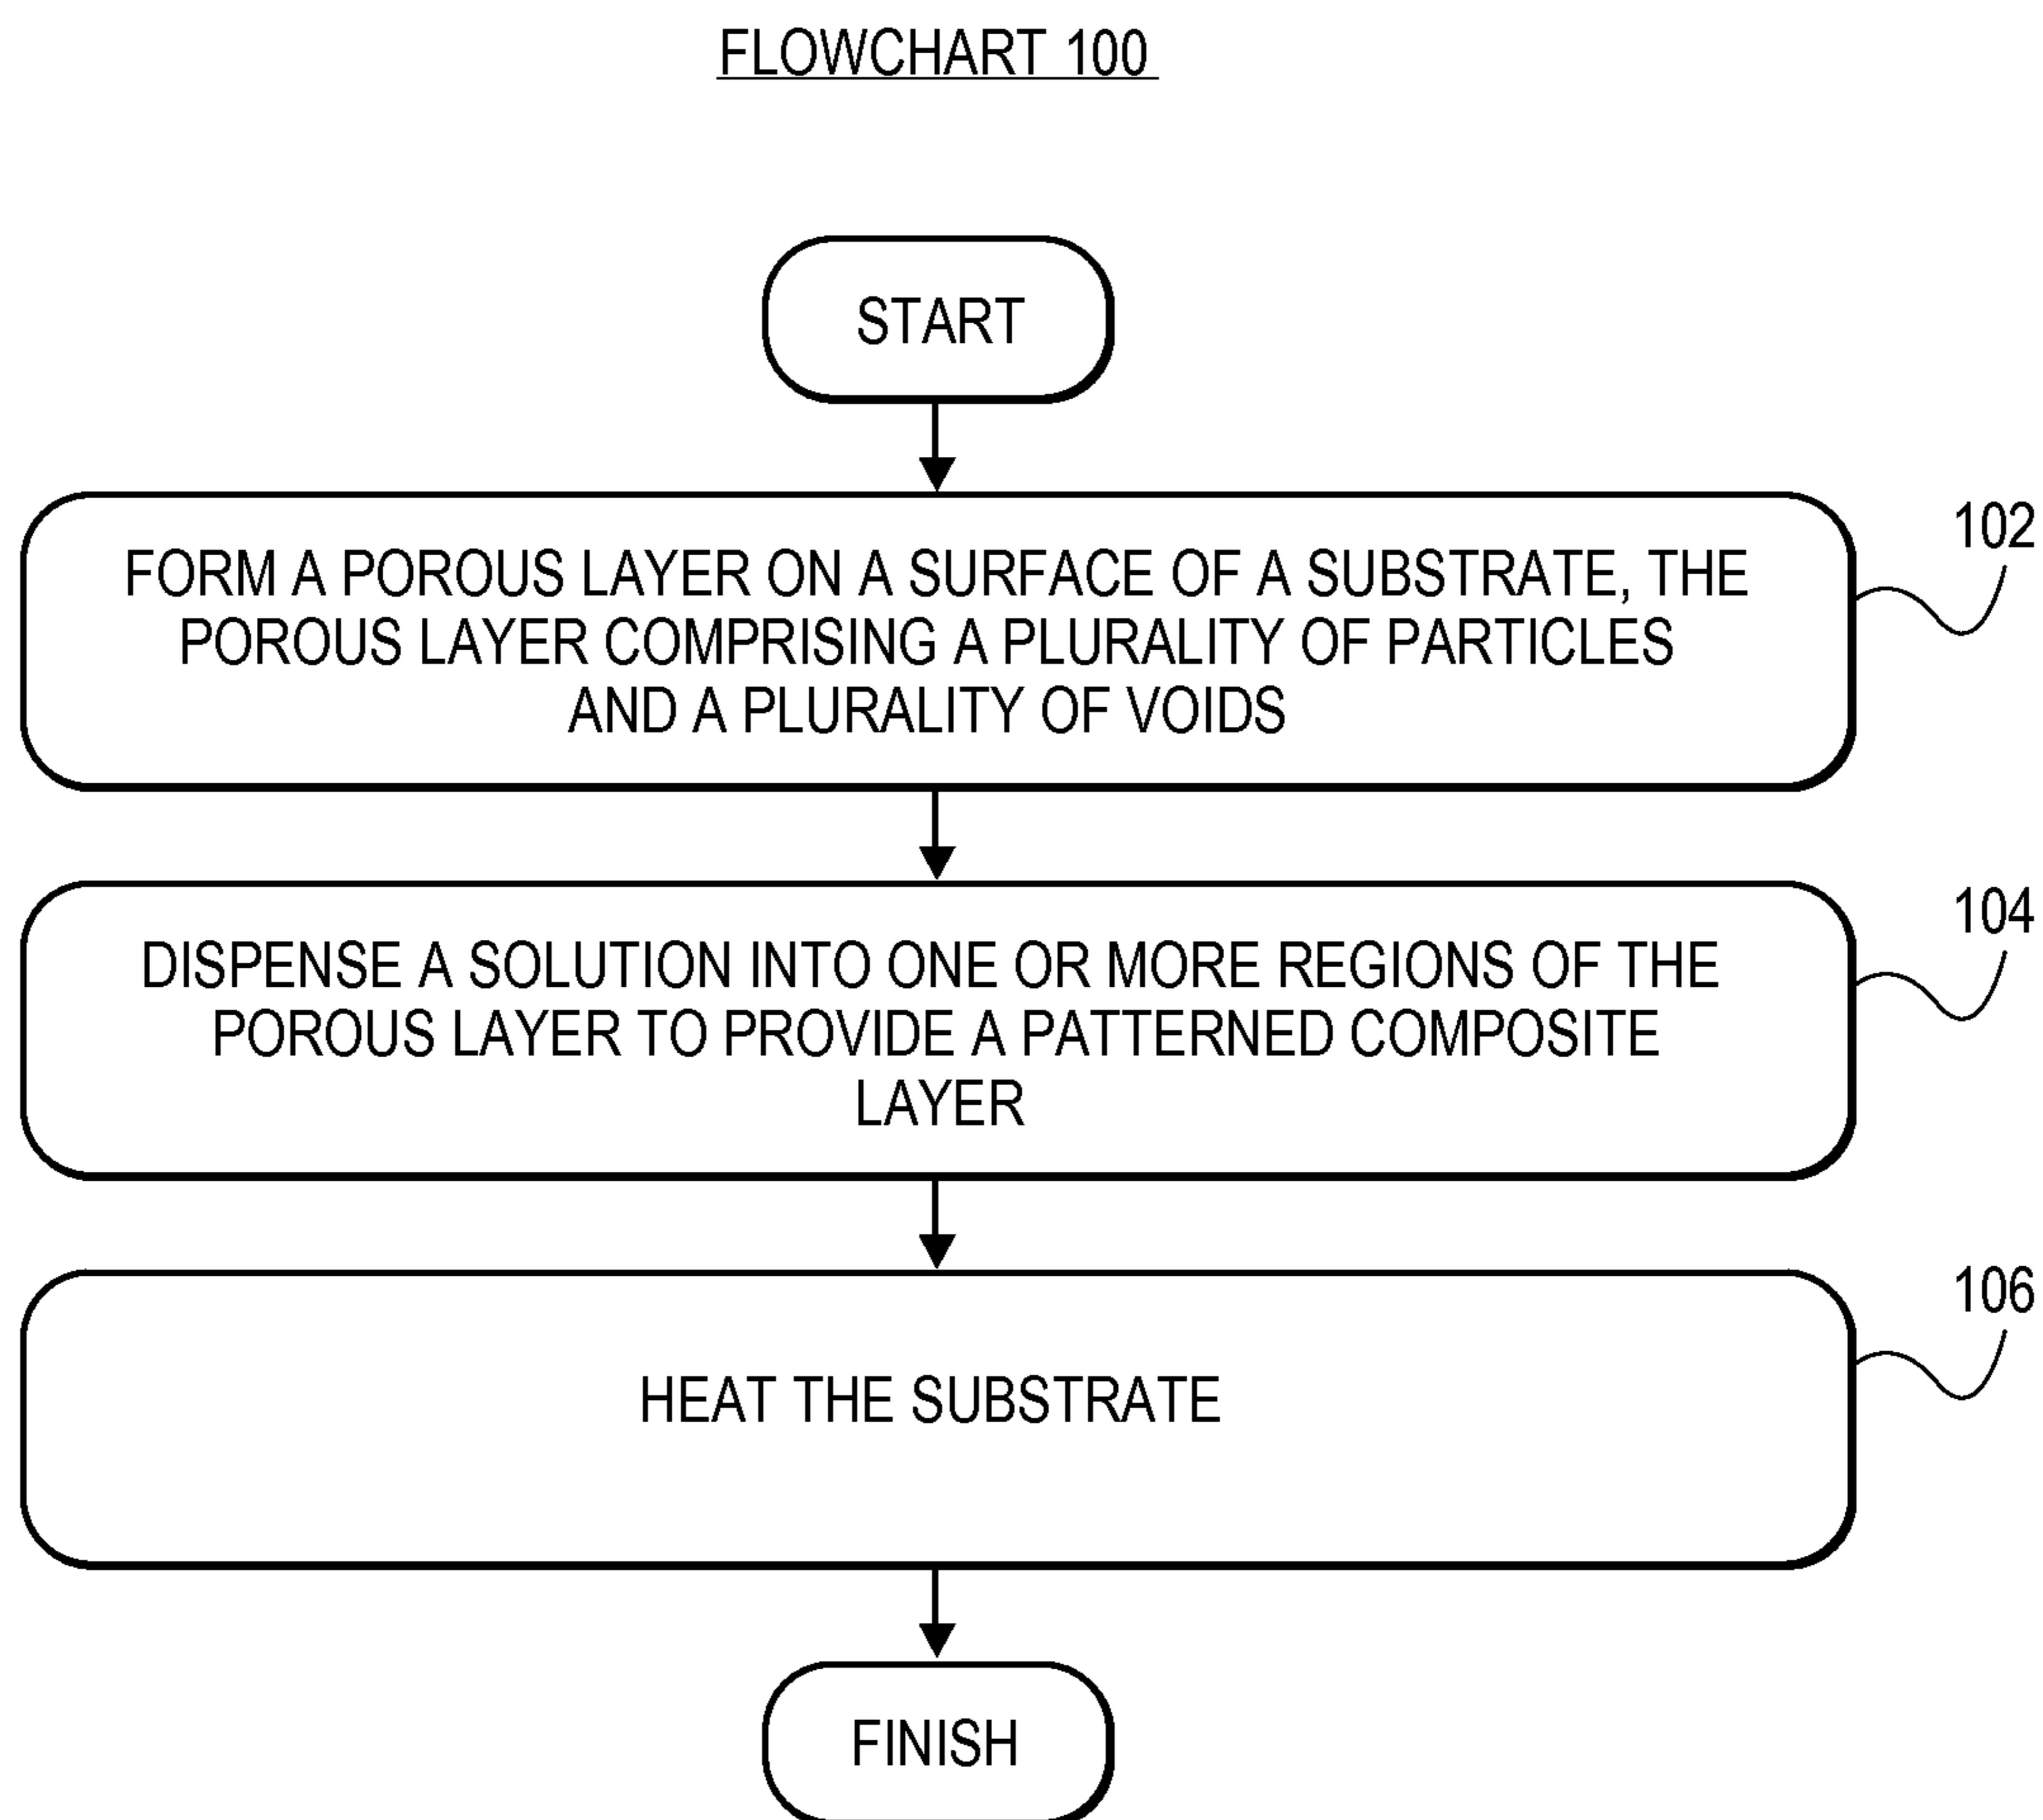 FLOWCHART 100
START
FORM A POROUS LAYER ON A SURFACE OF A SUBSTRATE, THE
POROUS LAYER COMPRISING A PLURALITY OF PARTICLES
AND A PLURALITY OF VOIDS
102
DISPENSE A SOLUTION INTO ONE OR MORE REGIONS OF THE
POROUS LAYER TO PROVIDE A PATTERNED COMPOSITE
LAYER
104
HEAT THE SUBSTRATE
106
FINISH